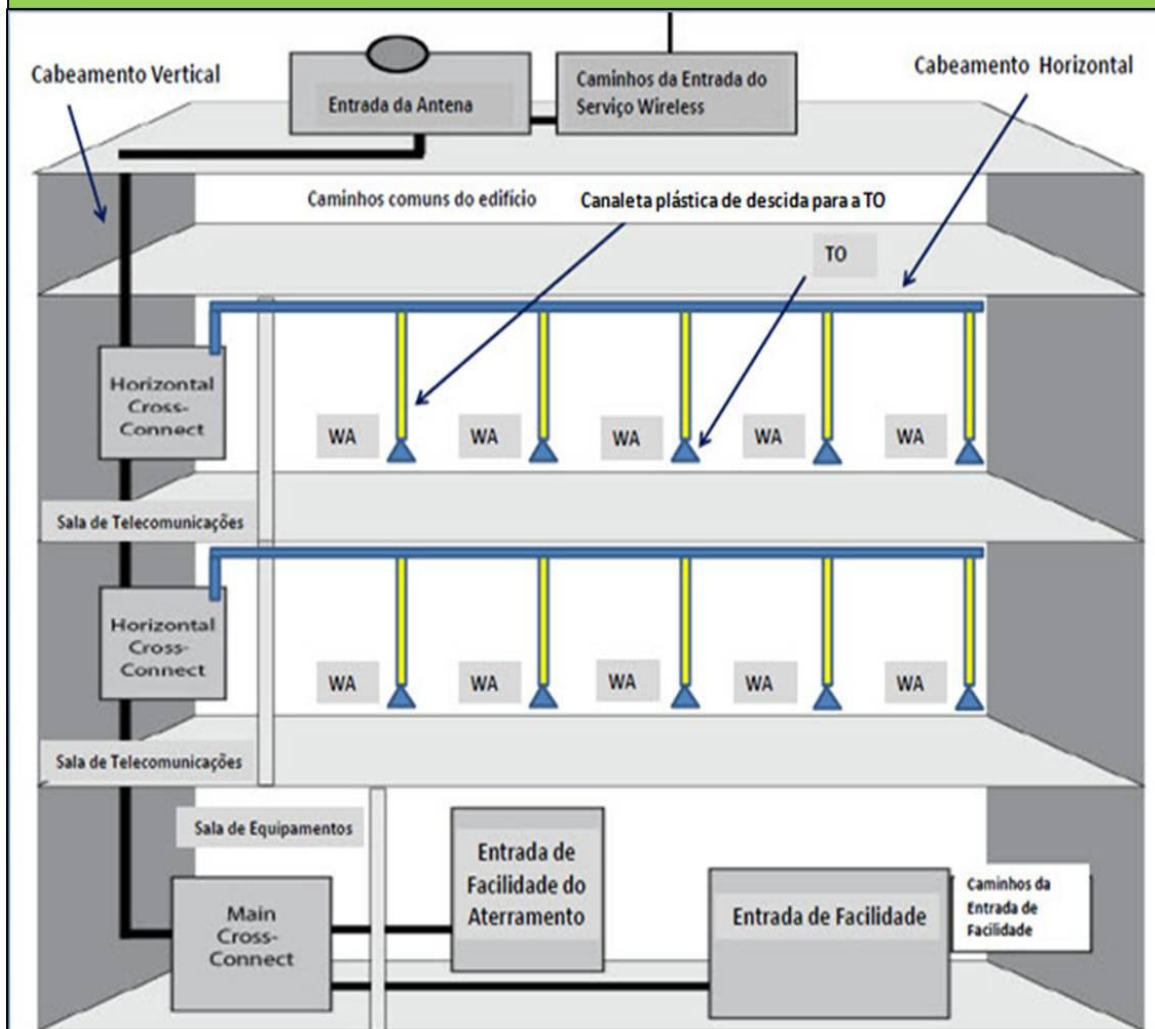 Cabeamento Vertical
Entrada da Antena
Caminhos da Entrada do
Serviço Wireless
Cabeamento Horizontal
Caminhos comuns do edifício
Canaleta plástica de descida para a TO
TO
Horizontal
Cross-
Connect
WA
WA
WA
WA
WA
Sala de Telecomunicações
Horizontal
Cross-
Connect
WA
WA
WA
WA
WA
Sala de Telecomunicações
Sala de Equipamentos
Entrada de
Facilidade do
Aterramento
Main
Cross-
Connect
Entrada de Facilidade
Caminhos da
Entrada de
Facilidade